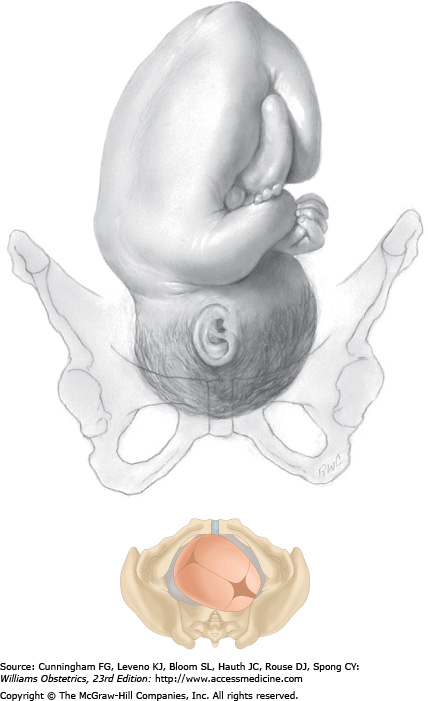 RWC
Source: Cunningham FG, Leveno KJ, Bloom SL, Hauth JC, Rouse DJ, Spong CY:
Williams Obstetrics, 23rd Edition: http://www.accessmedicine.com
Copyright © The McGraw-Hill Companies, Inc. All rights reserved.